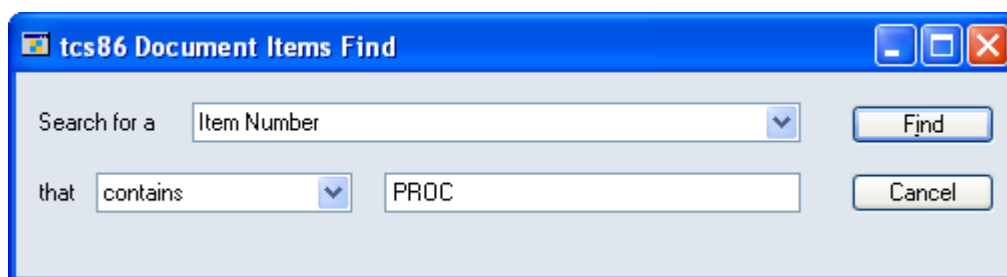 tcs86 Document Items Find
Search for a Item Number Find
that contains PROC Cancel